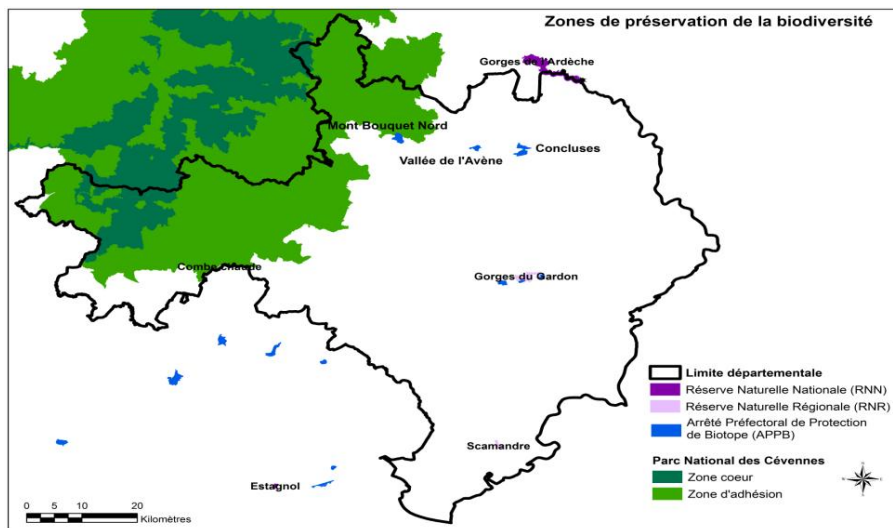 Zones de préservation de la biodiversité
Gorges de l'Ardèche
Mont Bouquet Nord
Vallée de l'Avène
Concluses
Combe chaude
Gorges du Gardon
Limite départementale
Réserve Naturelle Nationale (RNN)
Réserve Naturelle Régionale (RNR)
Arrêté Préfectoral de Protection
de Biotope (APPB)
Scamandre
Parc National des Cévennes
Zone coeur
Zone d'adhésion
Estagnol
0 5 10 20
Kilomètres